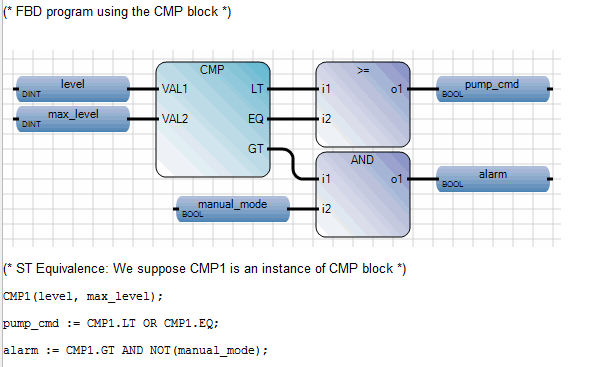 (* FBD program using the CMP block *)
CMP >=
level VAL1 LT i1 o1 pump_cmd
DINT BOOL
max_level VAL2 EQ i2
DINT
GT AND
i1 o1 alarm
BOOL
manual_mode i2
BOOL
(* ST Equivalence: We suppose CMP1 is an instance of CMP block *)
CMP1(level, max_level);
pump_cmd := CMP1.LT OR CMP1.EQ;
alarm := CMP1.GT AND NOT(manual_mode);